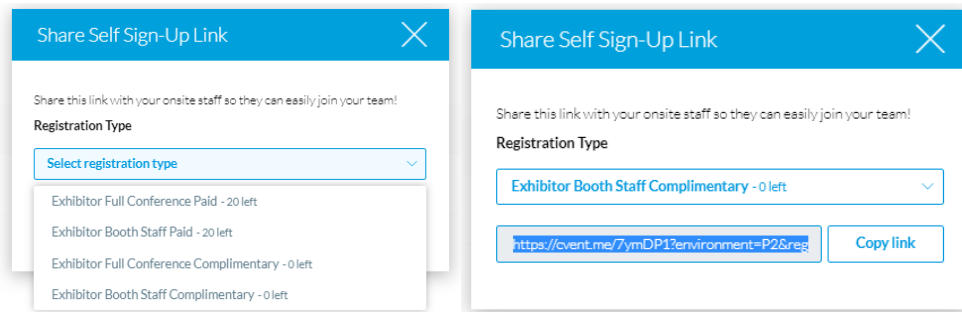 Share Self Sign-Up Link
Share this link with your onsite staff so they can easily join your team!
Registration Type
Select registration type
Exhibitor Full Conference Paid - 20 left
Exhibitor Booth Staff Paid - 20 left
Exhibitor Full Conference Complimentary - 0 left
Exhibitor Booth Staff Complimentary - 0 left
Share Self Sign-Up Link
Share this link with your onsite staff so they can easily join your team!
Registration Type
Exhibitor Booth Staff Complimentary - 0 left
https://cvent.me/7ymDP1?environment=P2&reg
Copy link